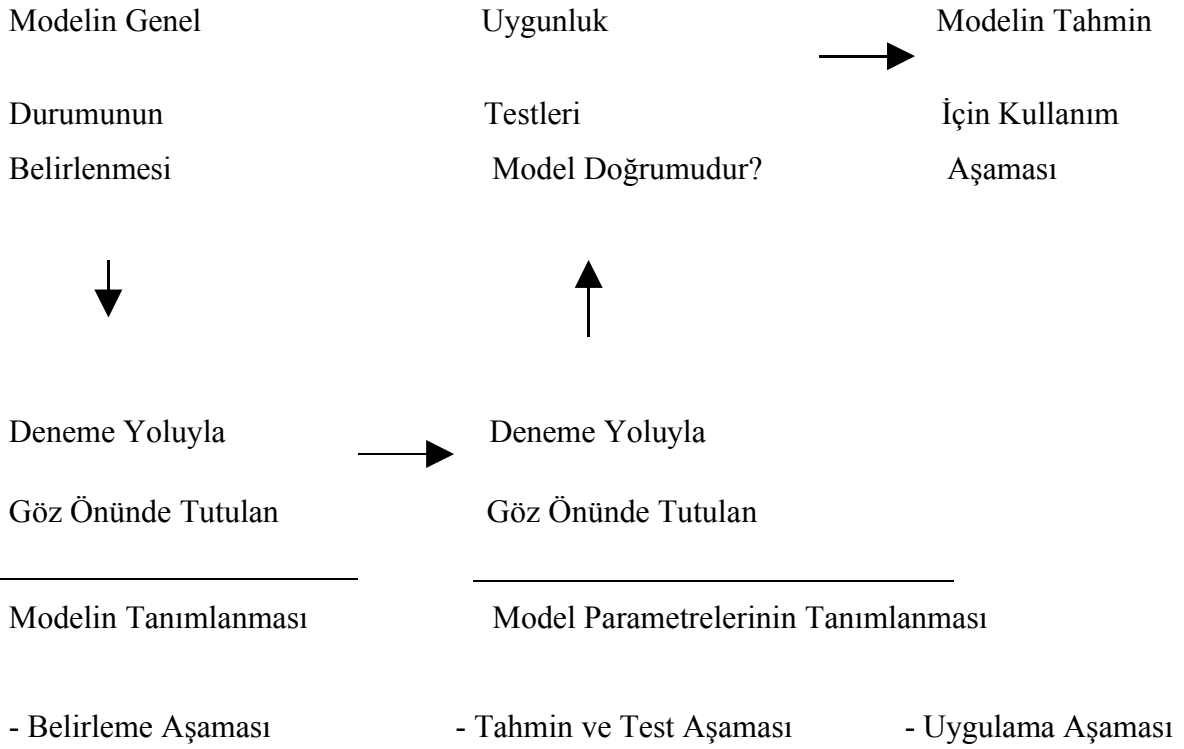 Modelin Genel Uygunluk Modelin Tahmin
Durumunun Testleri İçin Kullanım
Belirlenmesi Model Doğrumudur? Aşaması
Deneme Yoluyla Deneme Yoluyla
Göz Önünde Tutulan Göz Önünde Tutulan
Modelin Tanımlanması Model Parametrelerinin Tanımlanması
- Belirleme Aşaması - Tahmin ve Test Aşaması - Uygulama Aşaması